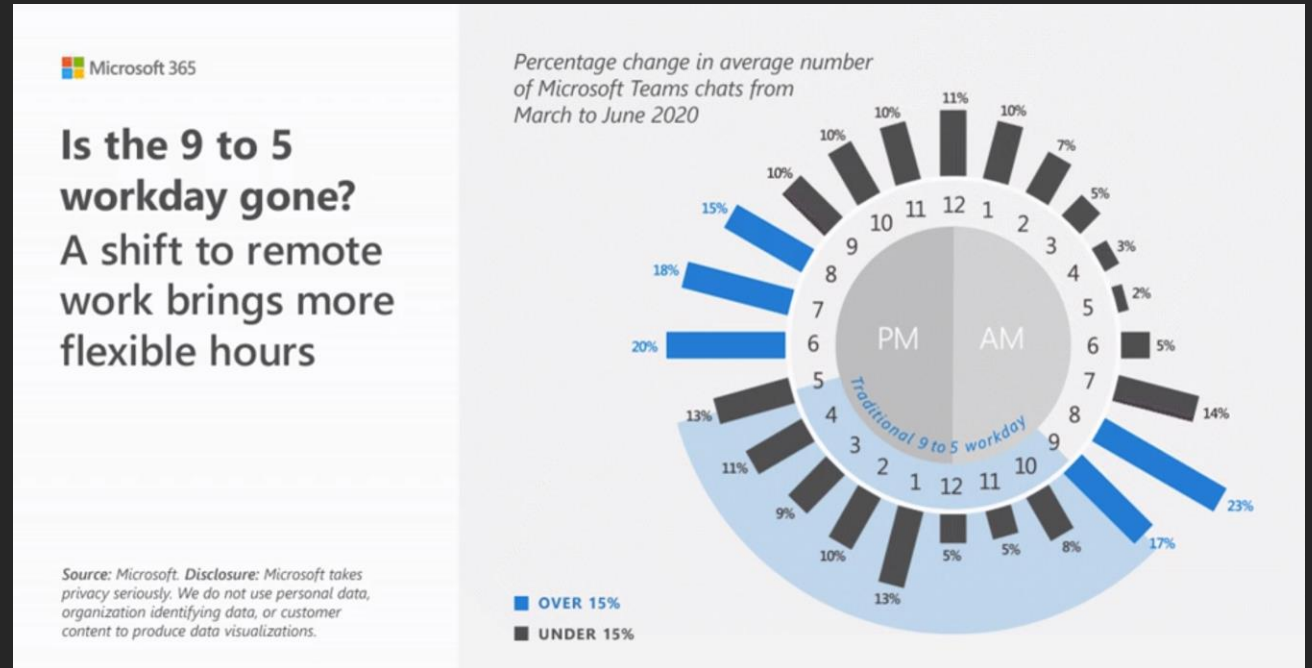 Microsoft 365
Is the 9 to 5
workday gone?
A shift to remote
work brings more
flexible hours
Source: Microsoft. Disclosure: Microsoft takes
privacy seriously. We do not use personal data,
organization identifying data, or customer
content to produce data visualizations.
Percentage change in average number
of Microsoft Teams chats from
March to June 2020
11%
10%
7%
5%
3%
2%
5%
14%
23%
17%
8%
5%
5%
13%
10%
9%
11%
13%
20%
18%
15%
10%
10%
10%
12
1
2
3
4
5
6
7
8
9
10
11
12
1
2
3
4
5
6
7
8
9
10
11
PM
AM
Traditional 9 to 5 workday
OVER 15%
UNDER 15%